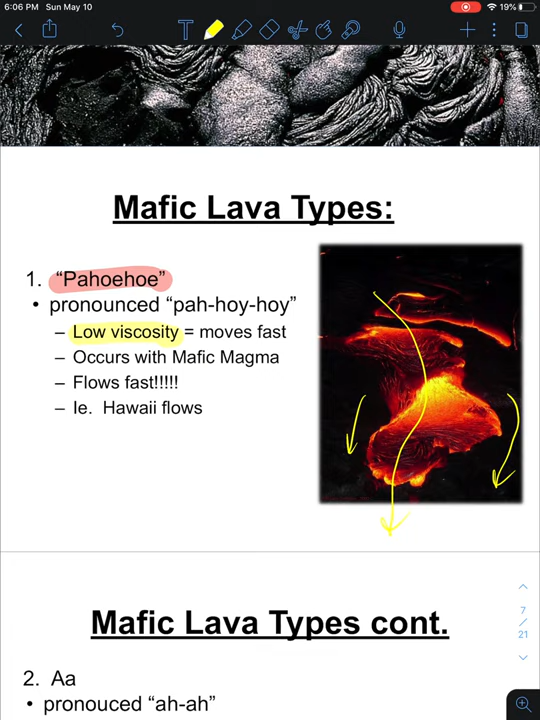 6:06 PM Sun May 10
19%
T
Mafic Lava Types:
1. “Pahoehoe”
• pronounced “pah-hoy-hoy”
– Low viscosity = moves fast
– Occurs with Mafic Magma
– Flows fast!!!!!
– Ie. Hawaii flows
7
/
21
Mafic Lava Types cont.
2. Aa
• pronouced “ah-ah”